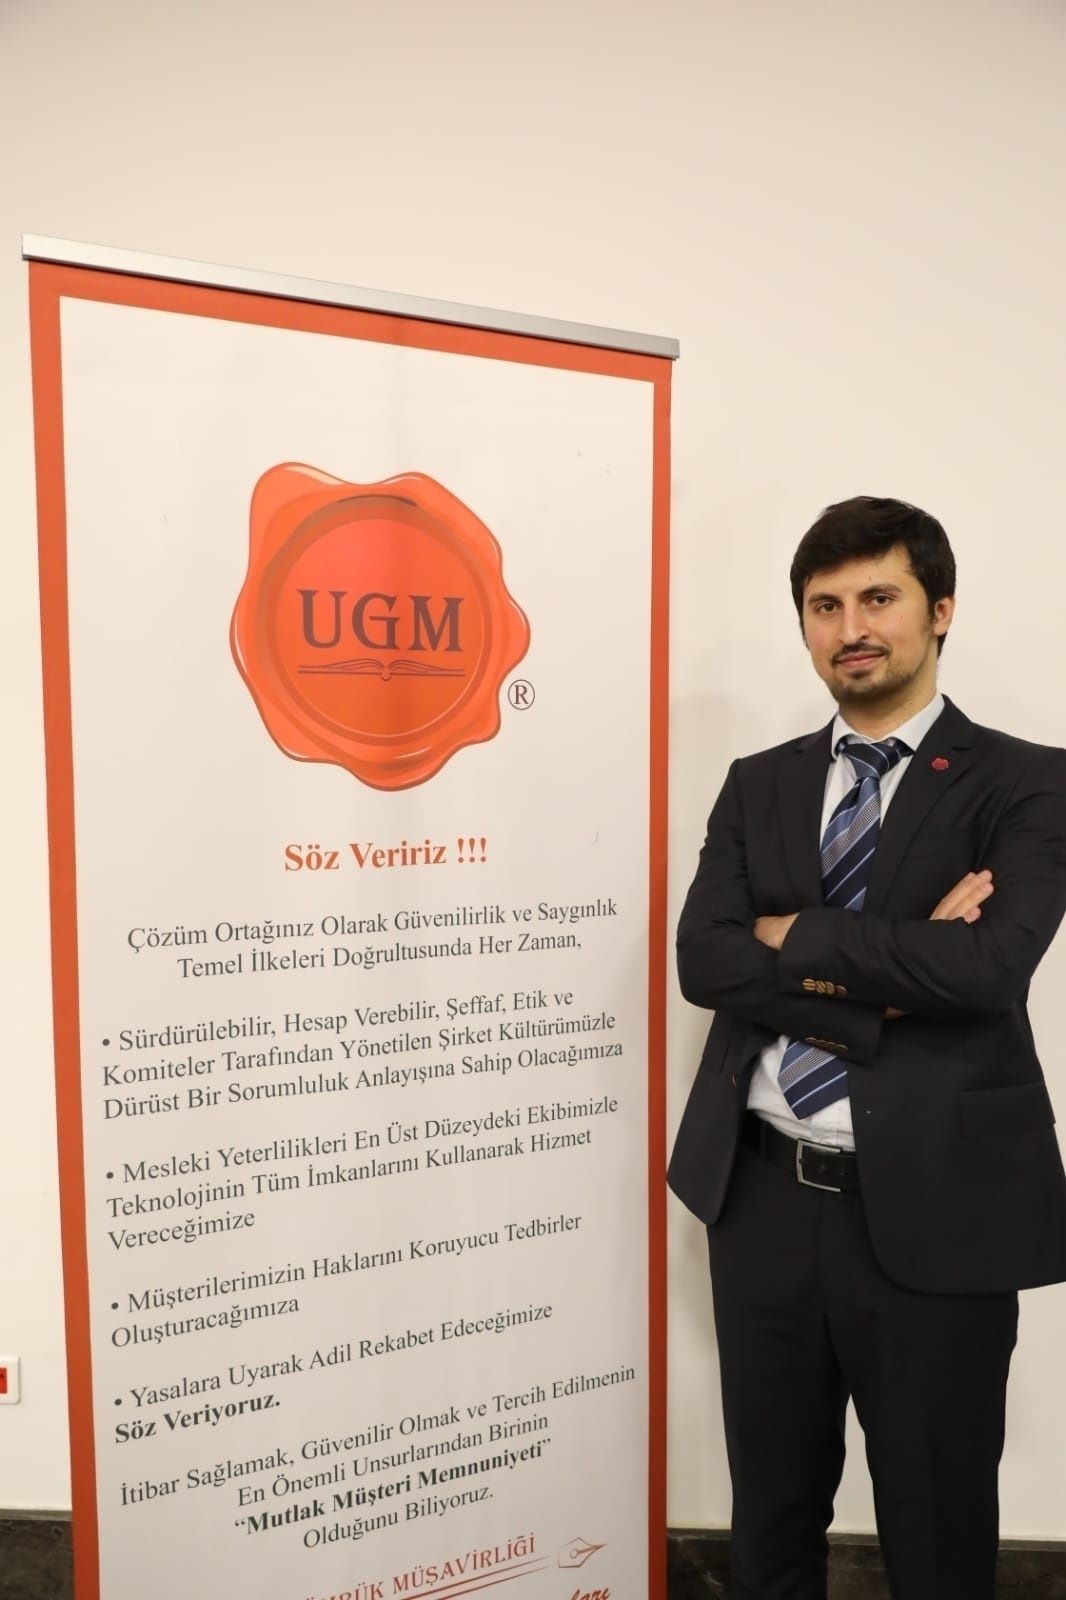 UGM
®
Söz Veririz !!!
Çözüm Ortağınız Olarak Güvenilirlik ve Saygınlık
Temel İlkeleri Doğrultusunda Her Zaman,
• Sürdürülebilir, Hesap Verebilir, Şeffaf, Etik ve
Komiteler Tarafından Yönetilen Şirket Kültürümüzle
Dürüst Bir Sorumluluk Anlayışına Sahip Olacağımıza
• Mesleki Yeterlilikleri En Üst Düzeydeki Ekibimizle
Teknolojinin Tüm İmkanlarını Kullanarak Hizmet
Vereceğimize
• Müşterilerimizin Haklarını Koruyucu Tedbirler
Oluşturacağımıza
• Yasalara Uyarak Adil Rekabet Edeceğimize
Söz Veriyoruz.
İtibar Sağlamak, Güvenilir Olmak ve Tercih Edilmenin
En Önemli Unsurlarından Birinin
“Mutlak Müşteri Memnuniyeti”
Olduğunu Biliyoruz.
MÜŞAVİRLİĞİ